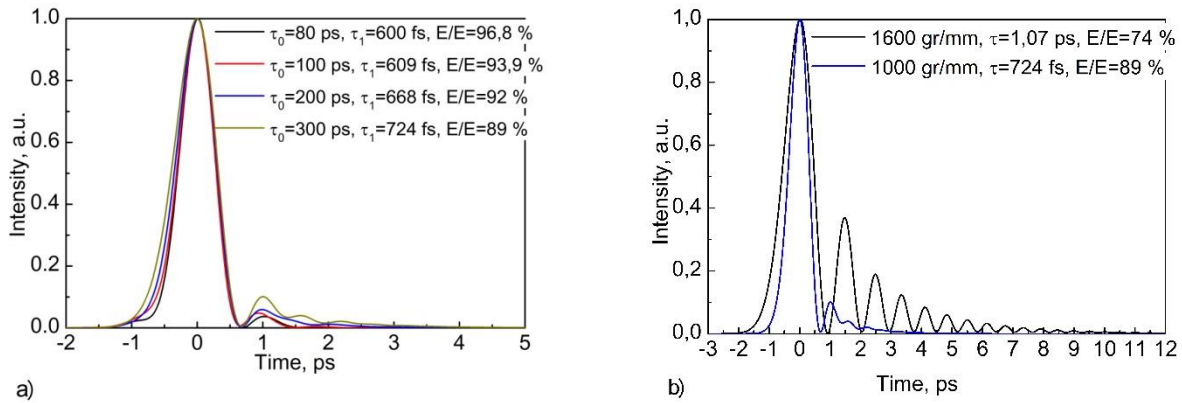 τ₀=80 ps, τ₁=600 fs, E/E=96,8 %
τ₀=100 ps, τ₁=609 fs, E/E=93,9 %
τ₀=200 ps, τ₁=668 fs, E/E=92 %
τ₀=300 ps, τ₁=724 fs, E/E=89 %
Intensity, a.u.
1.0
0.8
0.6
0.4
0.2
0.0
-2 -1 0 1 2 3 4 5
Time, ps
a)
1600 gr/mm, τ=1,07 ps, E/E=74 %
1000 gr/mm, τ=724 fs, E/E=89 %
Intensity, a.u.
1,0
0,8
0,6
0,4
0,2
0,0
-3 -2 -1 0 1 2 3 4 5 6 7 8 9 10 11 12
Time, ps
b)